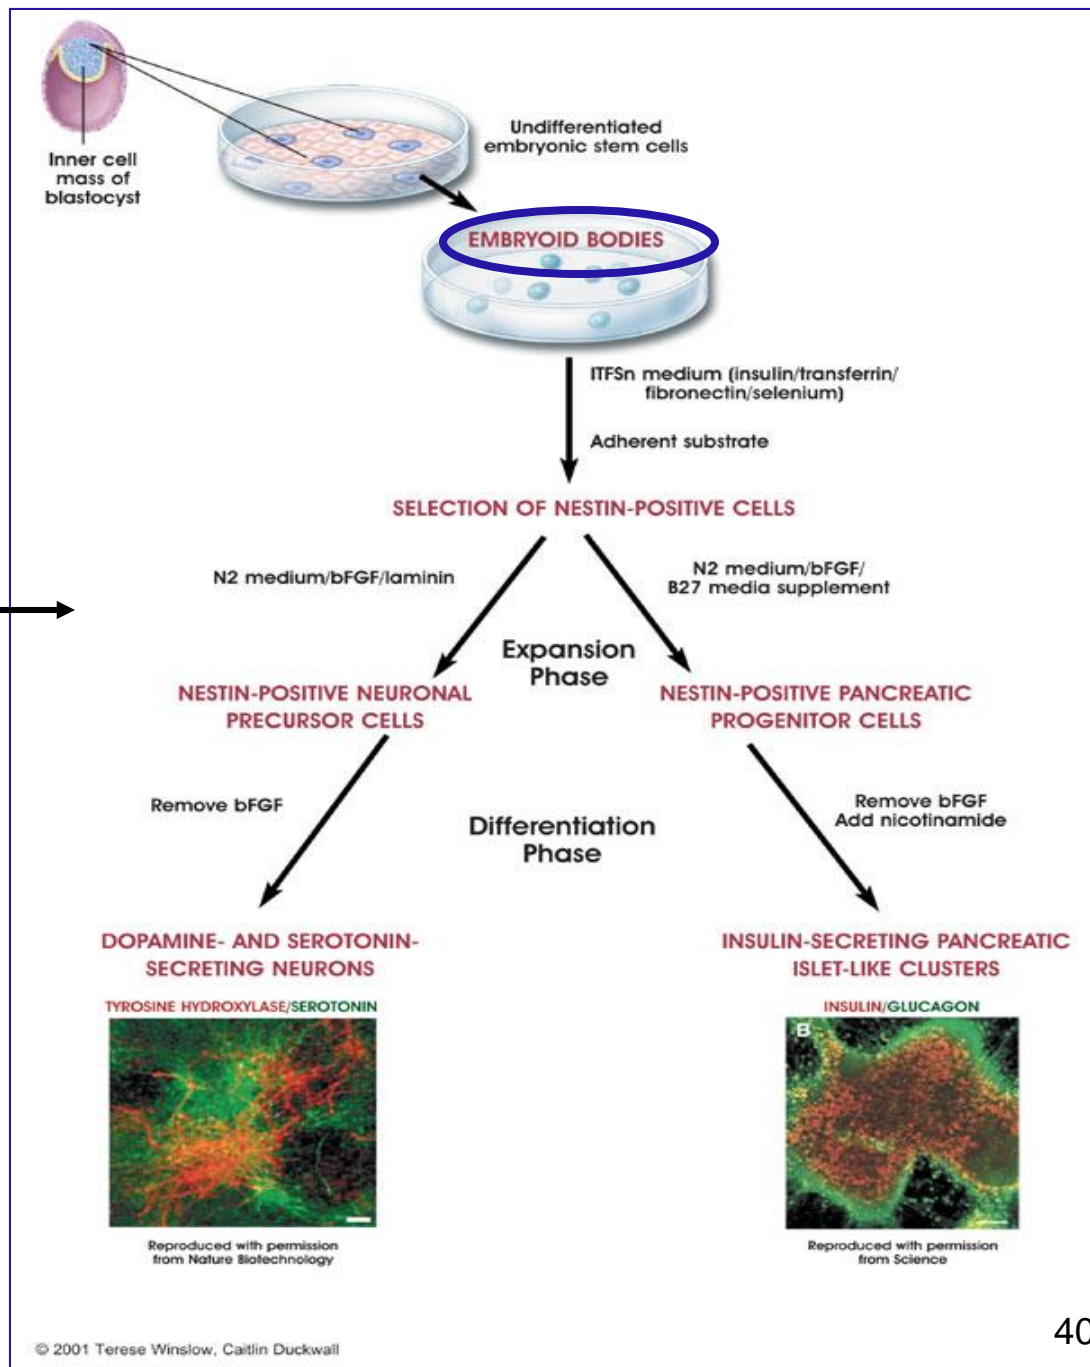 Inner cell
mass of
blastocyst
Undifferentiated
embryonic stem cells
EMBRYOID BODIES
ITFSn medium (insulin/transferrin/
fibronectin/selenium)
Adherent substrate
SELECTION OF NESTIN-POSITIVE CELLS
N2 medium/bFGF/laminin
N2 medium/bFGF/
B27 media supplement
Expansion
Phase
NESTIN-POSITIVE NEURONAL
PRECURSOR CELLS
NESTIN-POSITIVE PANCREATIC
PROGENITOR CELLS
Remove bFGF
Remove bFGF
Add nicotinamide
Differentiation
Phase
DOPAMINE- AND SEROTONIN-
SECRETING NEURONS
INSULIN-SECRETING PANCREATIC
ISLET-LIKE CLUSTERS
TYROSINE HYDROXYLASE/SEROTONIN
INSULIN/GLUCAGON
B
Reproduced with permission
from Nature Biotechnology
Reproduced with permission
from Science
© 2001 Terese Winslow, Caitlin Duckwall
40